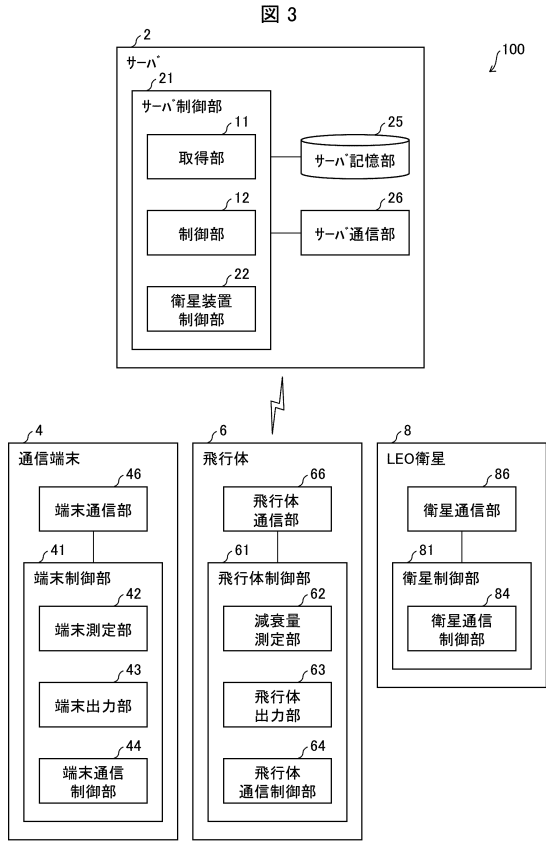 図 3
100
2
サーバ
21
サーバ制御部
11
取得部
25
サーバ記憶部
12
制御部
26
サーバ通信部
22
衛星装置
制御部
4
通信端末
46
端末通信部
41
端末制御部
42
端末測定部
43
端末出力部
44
端末通信
制御部
6
飛行体
66
飛行体
通信部
61
飛行体制御部
62
減衰量
測定部
63
飛行体
出力部
64
飛行体
通信制御部
8
LEO衛星
86
衛星通信部
81
衛星制御部
84
衛星通信
制御部